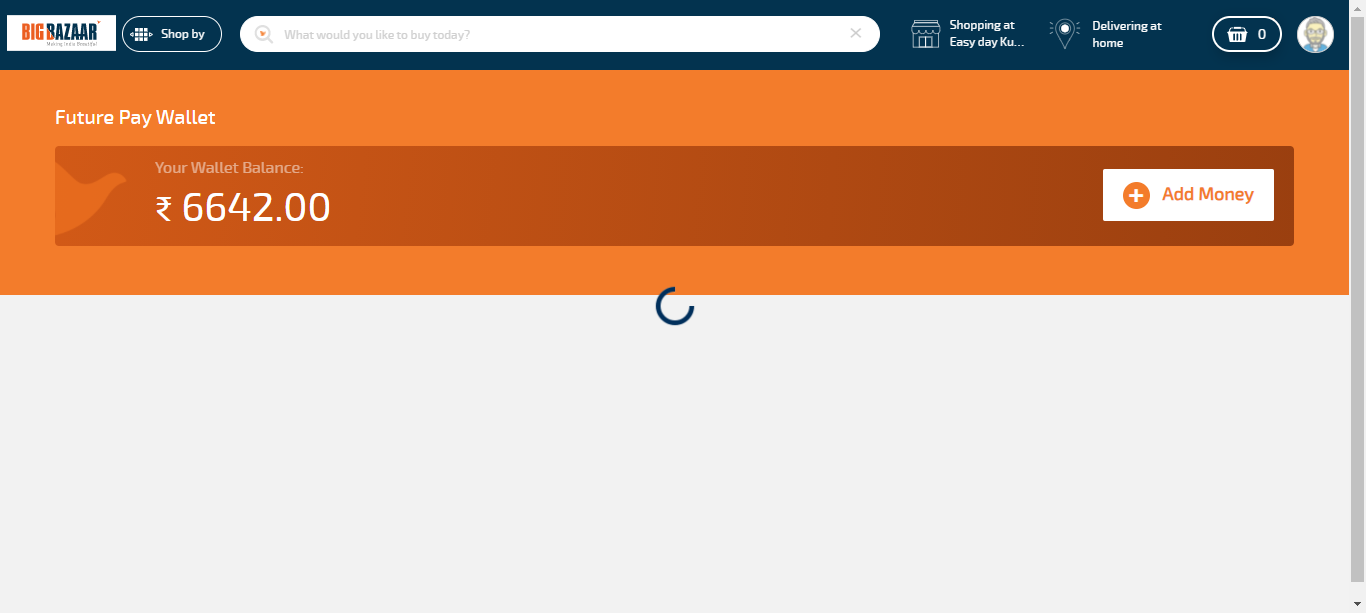 BIG BAZAAR
Making India Beautiful
Shop by
What would you like to buy today?
Shopping at
Easy day Ku...
Delivering at
home
0
Future Pay Wallet
Your Wallet Balance:
₹ 6642.00
Add Money